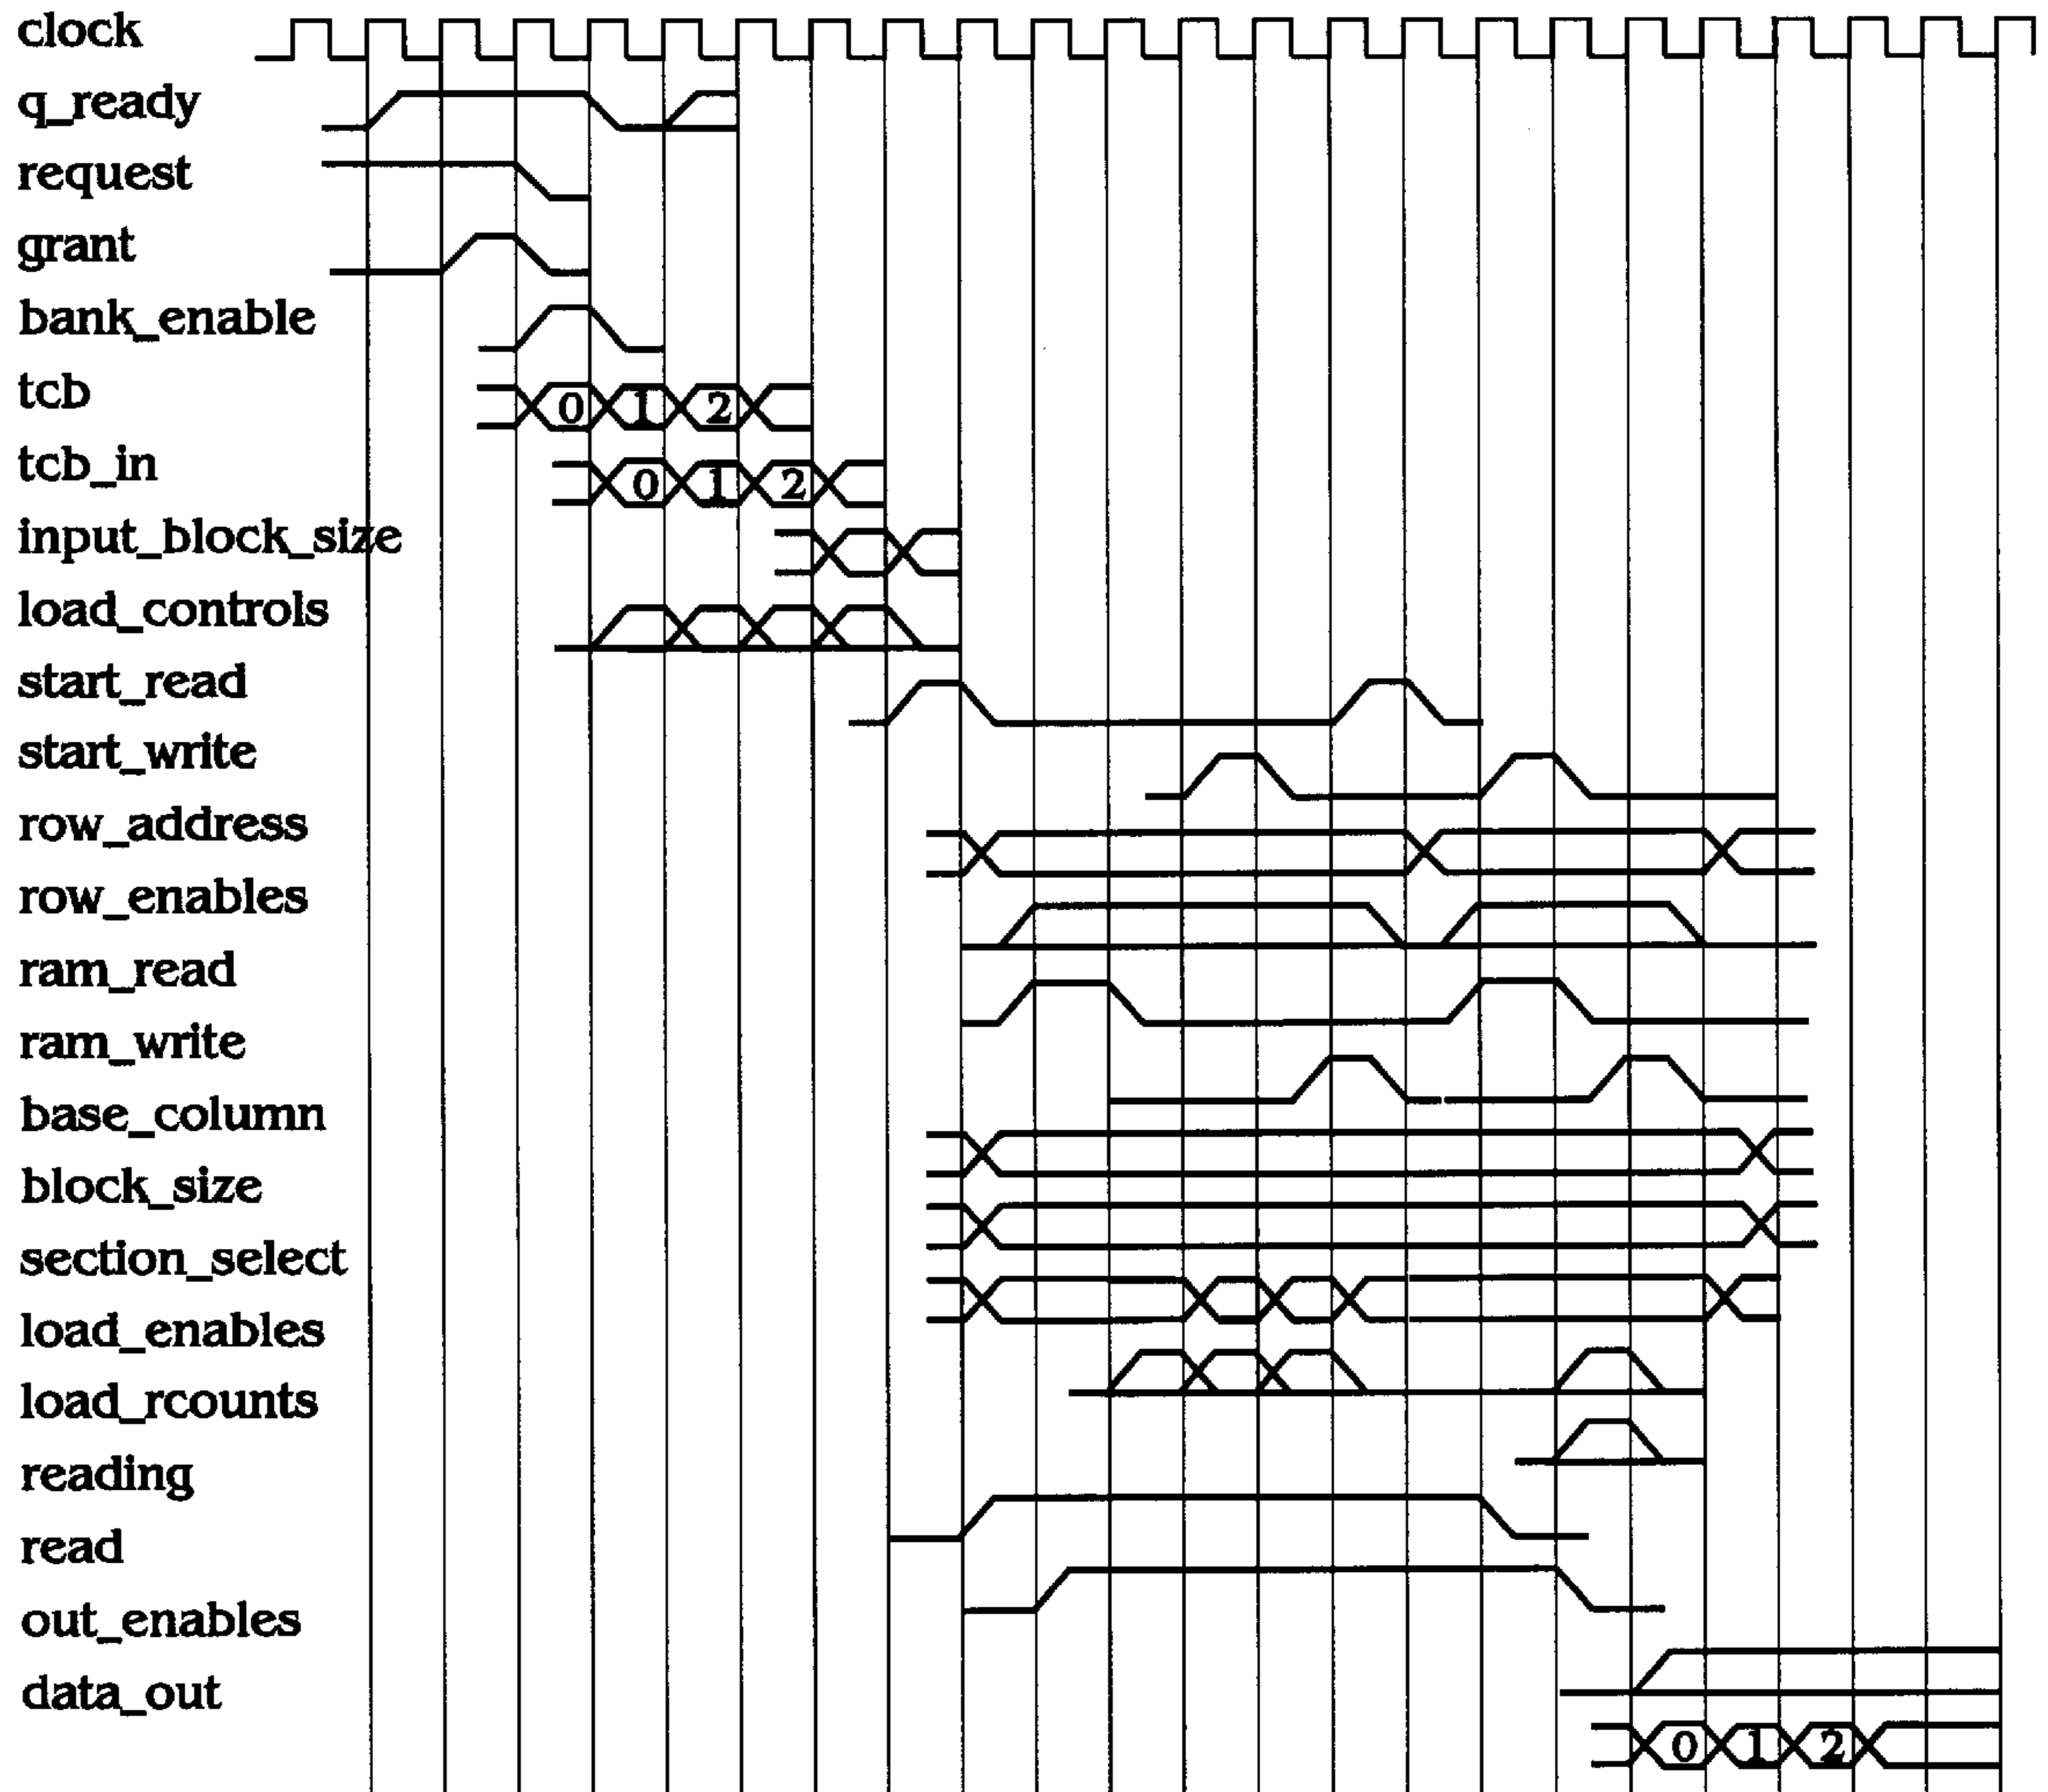 clock
q_ready
request
grant
bank_enable
tcb
0 1 2
tcb_in
0 1 2
input_block_size
load_controls
start_read
start_write
row_address
row_enables
ram_read
ram_write
base_column
block_size
section_select
load_enables
load_rcounts
reading
read
out_enables
data_out
0 1 2